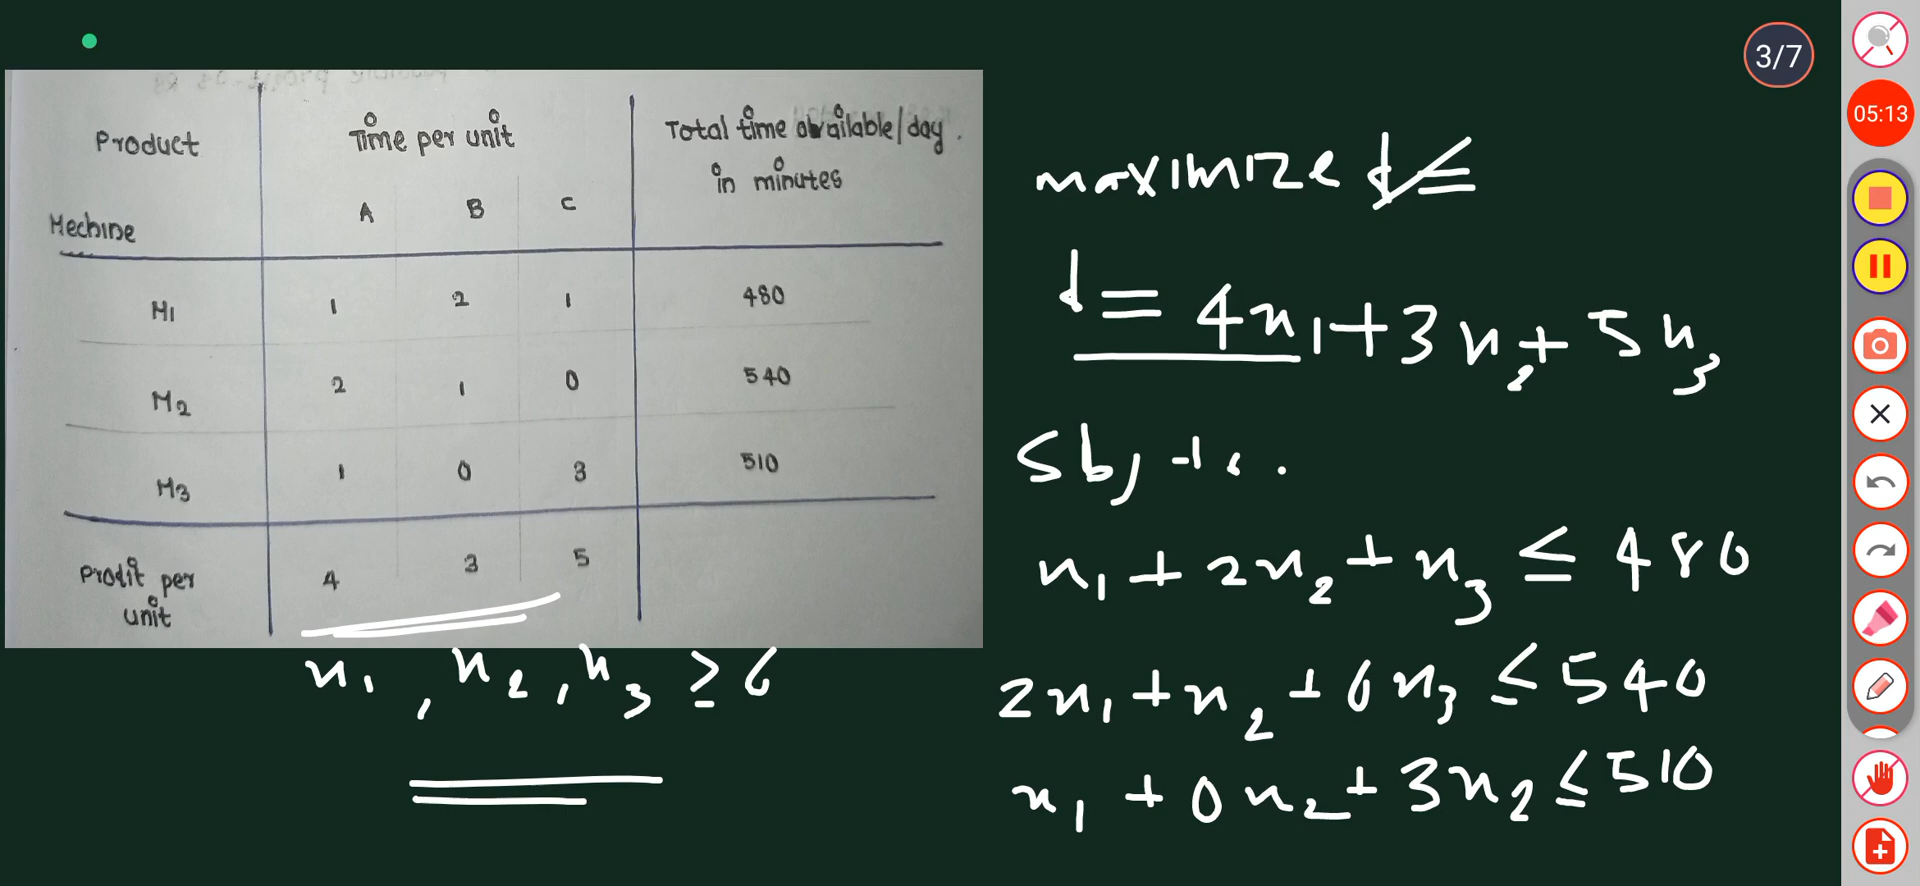 3/7
05:13
Product
Time per unit
Total time available/day.
in minutes
Mechine
A B C
M1 1 2 1 480
M2 2 1 0 540
M3 1 0 3 510
Profit per unit 4 3 5
x1, x2, x3 ≥ 0
maximize f =
f = 4x1 + 3x2 + 5x3
Sbj to.
x1 + 2x2 + x3 ≤ 480
2x1 + x2 + 0x3 ≤ 540
x1 + 0x2 + 3x2 ≤ 510